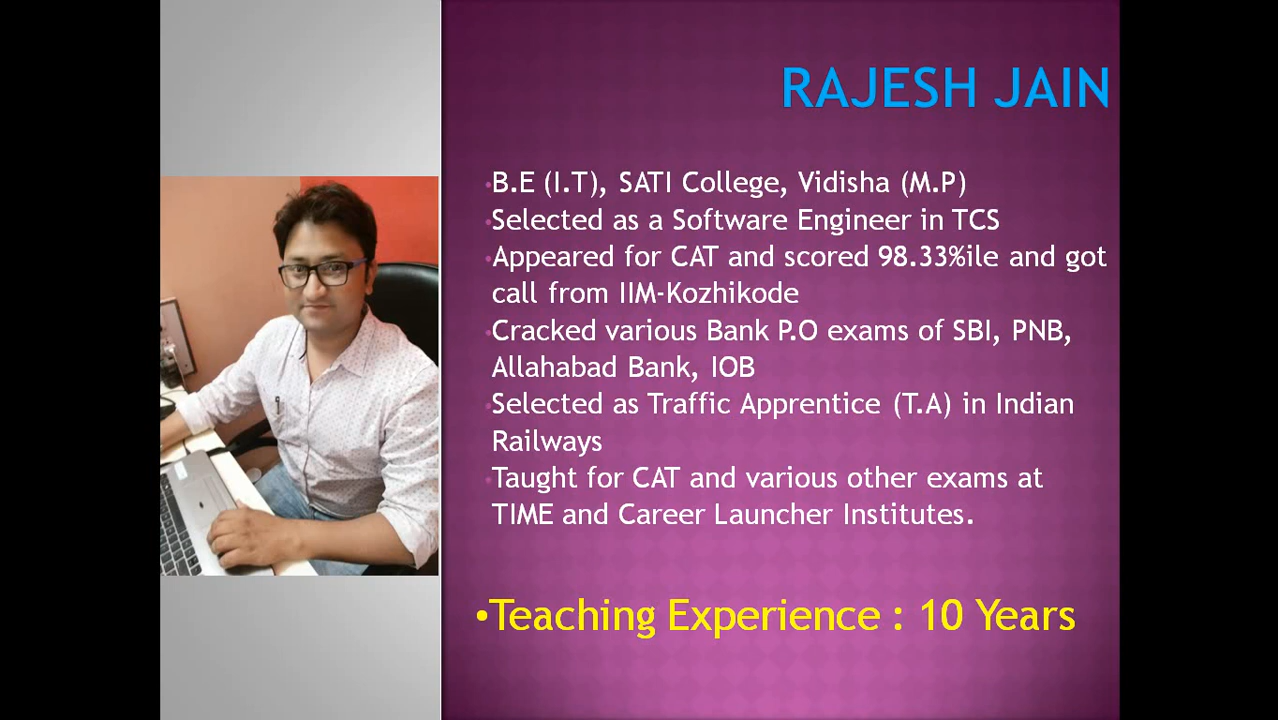 RAJESH JAIN
•B.E (I.T), SATI College, Vidisha (M.P)
•Selected as a Software Engineer in TCS
•Appeared for CAT and scored 98.33%ile and got
call from IIM-Kozhikode
•Cracked various Bank P.O exams of SBI, PNB,
Allahabad Bank, IOB
•Selected as Traffic Apprentice (T.A) in Indian
Railways
•Taught for CAT and various other exams at
TIME and Career Launcher Institutes.
•Teaching Experience : 10 Years